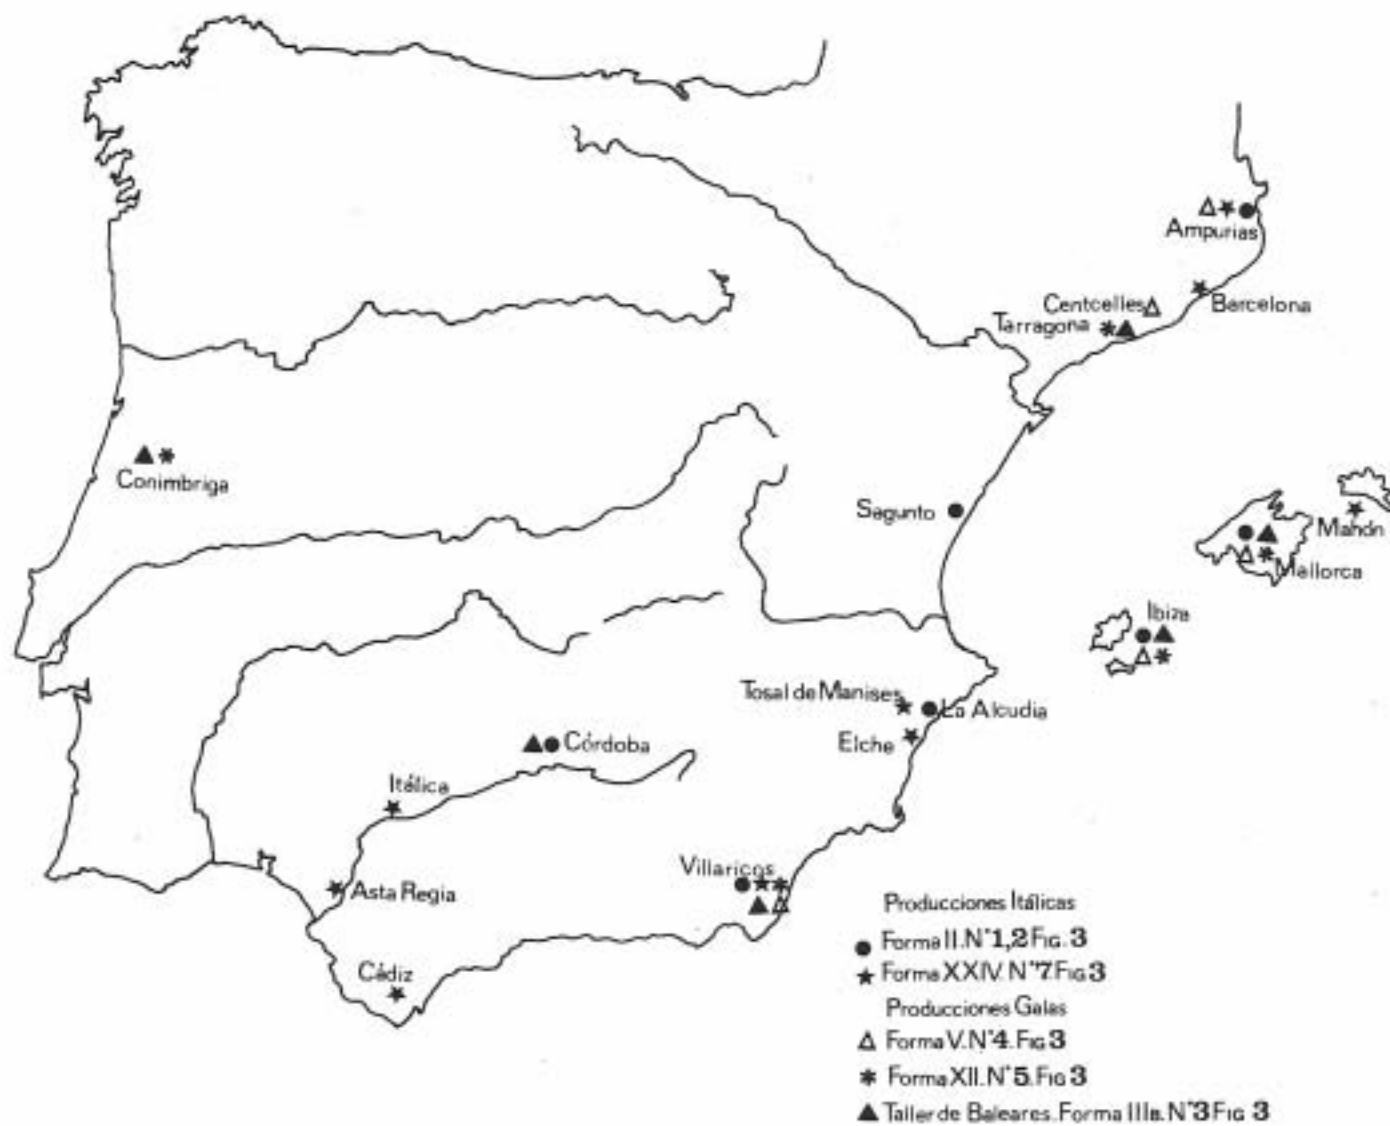 Ampurias
Centcelles
Barcelona
Tarragona
Conimbriga
Sagunto
Mahón
Mallorca
Ibiza
Tosal de Manises
La Alcudia
Elche
Córdoba
Itálica
Villaricos
Asta Regia
Cádiz
Producciones Itálicas
Forma II. N° 1,2 FIG. 3
Forma XXIV. N° 7. FIG 3
Producciones Galas
Forma V. N° 4. FIG 3
Forma XII. N° 5. FIG 3
Taller de Baleares. Forma IIIB. N° 3 FIG 3